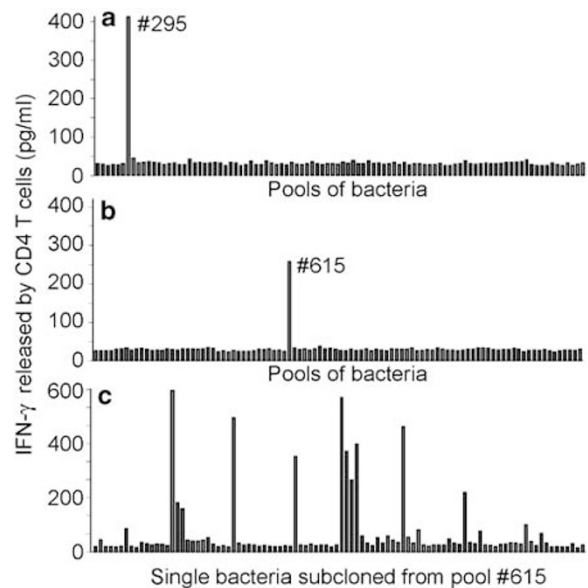 IFN-γ released by CD4 T cells (pg/ml)
a
#295
400
300
200
100
0
Pools of bacteria
b
#615
400
300
200
100
0
Pools of bacteria
c
600
400
200
0
Single bacteria subcloned from pool #615